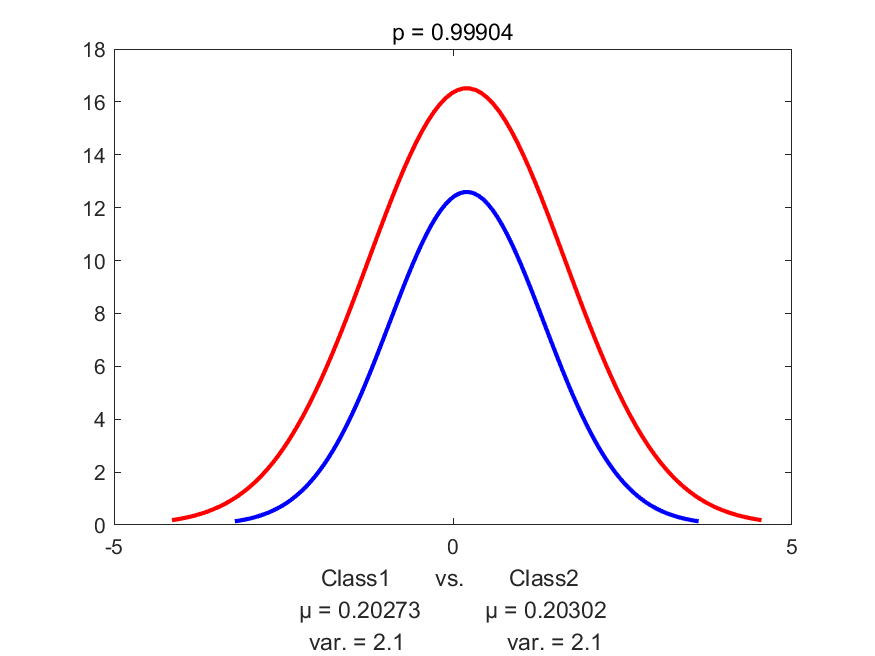 p = 0.99904
18
16
14
12
10
8
6
4
2
0
-5 0 5
Class1 vs. Class2
μ = 0.20273 μ = 0.20302
var. = 2.1 var. = 2.1